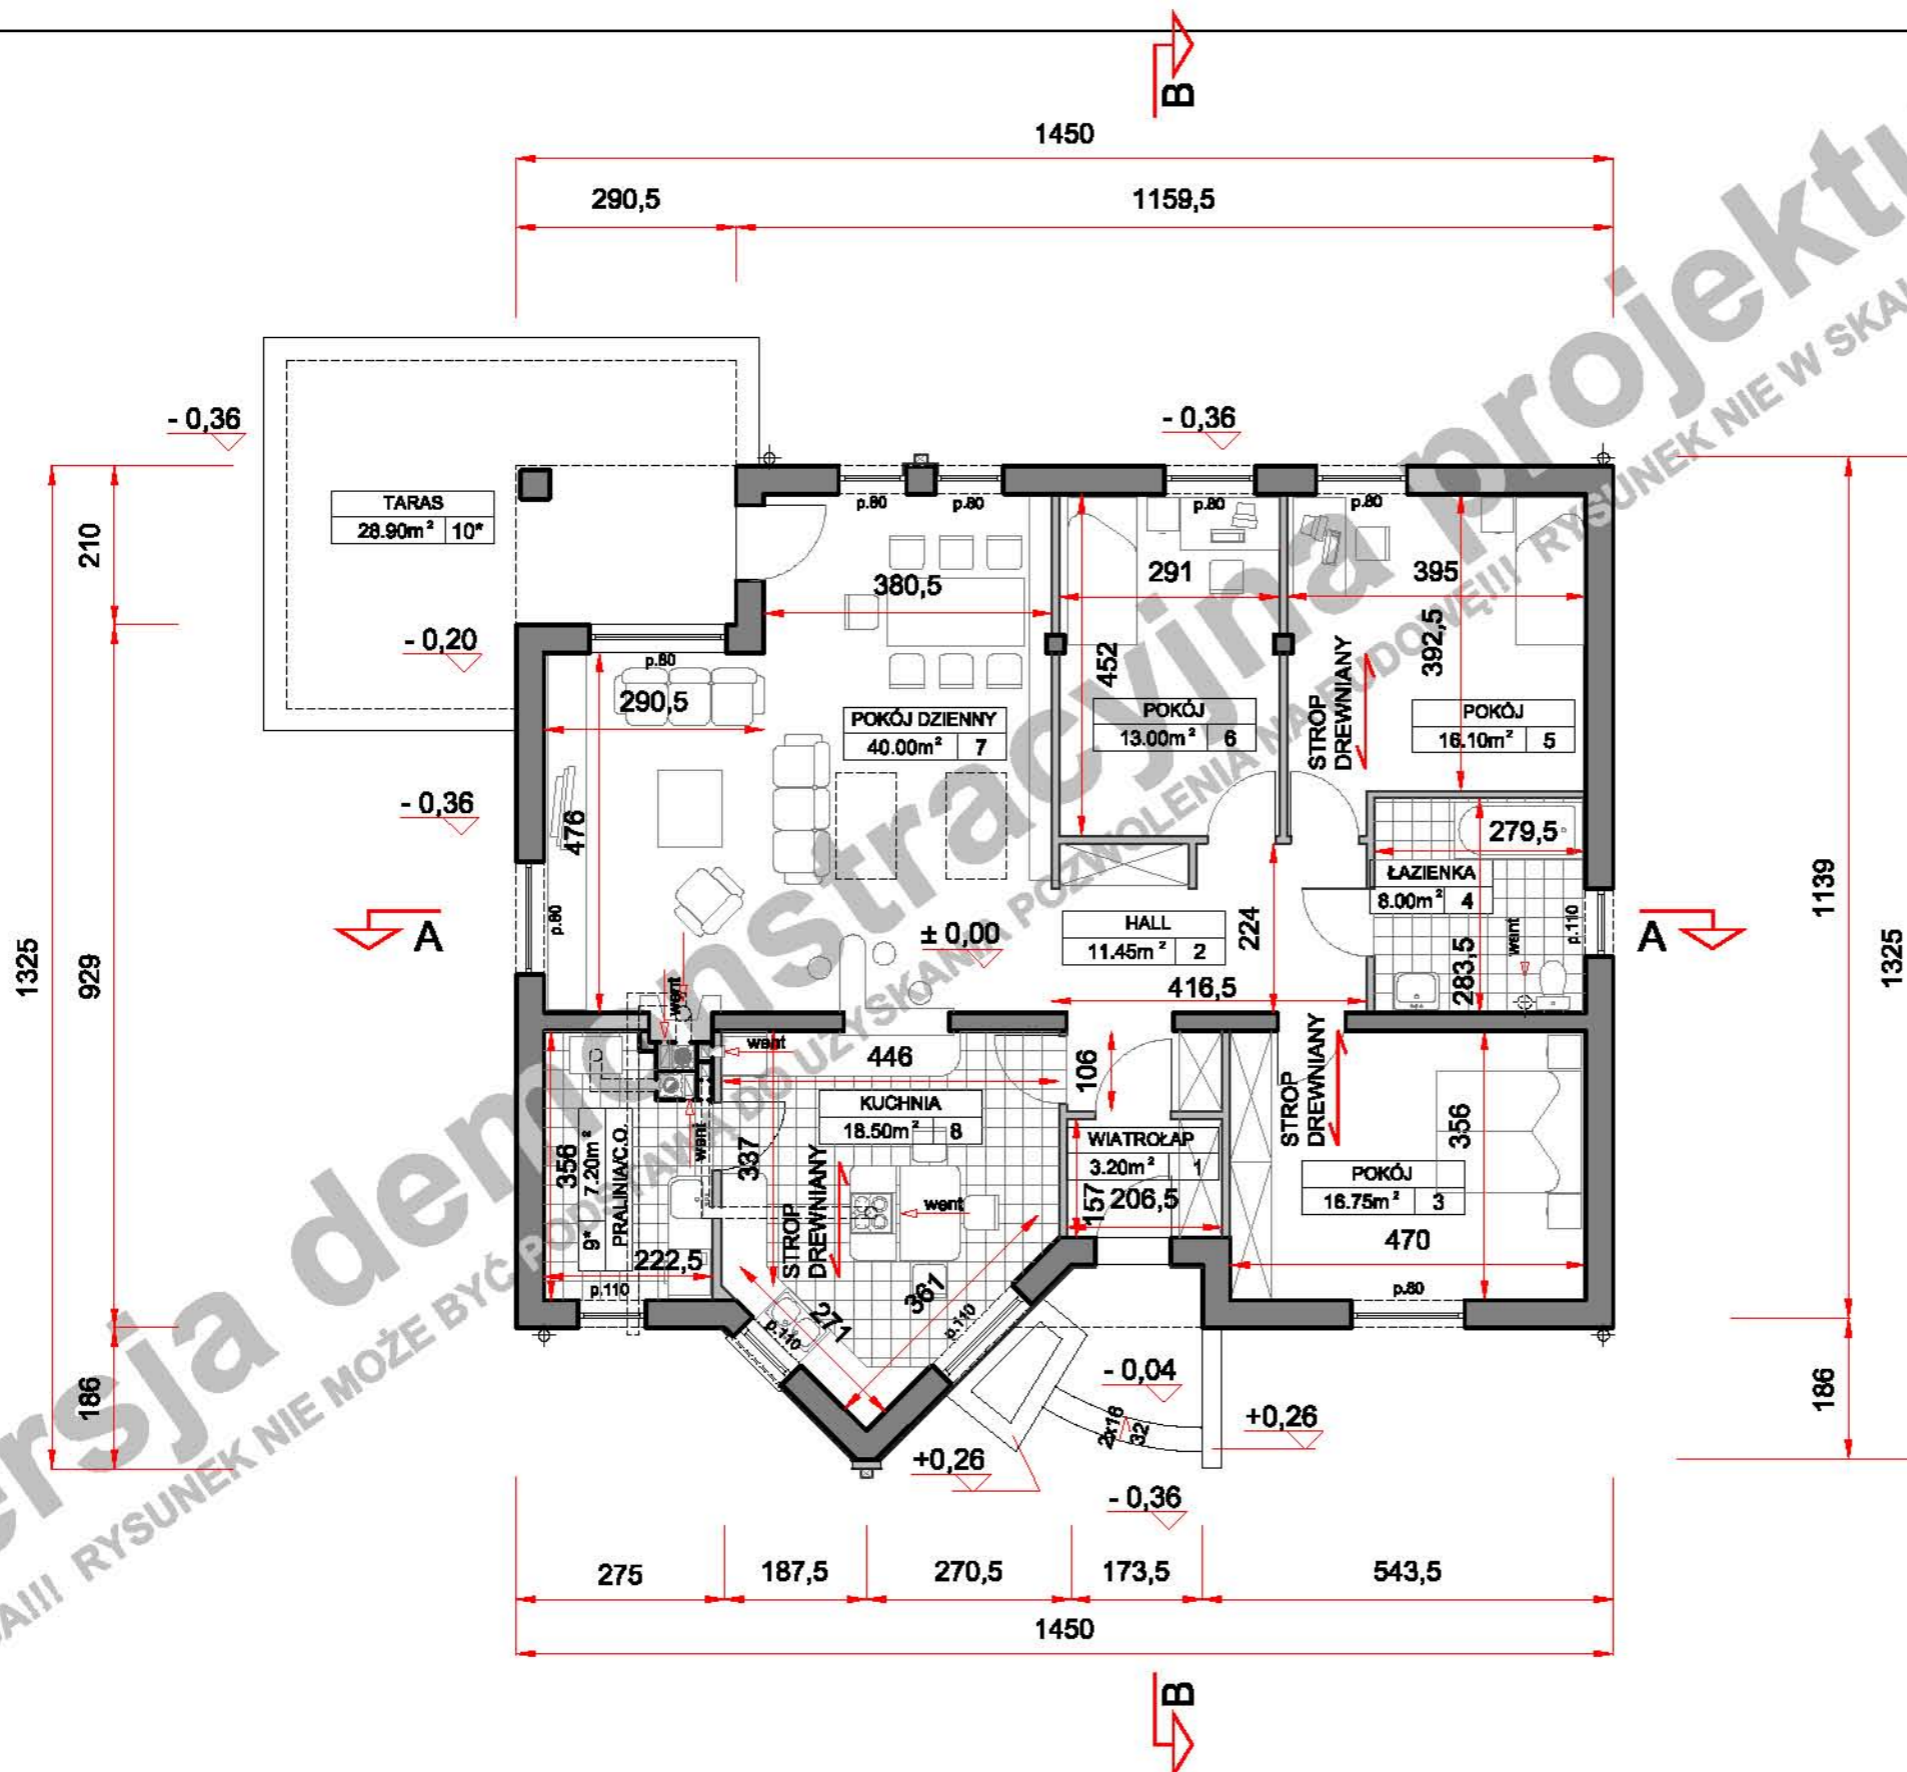 B
1450
290,5
1159,5
- 0,36
- 0,36
TARAS
28.90m² 10*
p.80
p.80
p.80
p.80
210
380,5
291
395
392,5
- 0,20
p.80
290,5
452
STROP
DREWNIANY
POKÓJ DZIENNY
40.00m² 7
POKÓJ
13.00m² 6
POKÓJ
16.10m² 5
- 0,36
476
279,5
ŁAZIENKA
8.00m² 4
1139
A
p.80
± 0,00
HALL
11.45m² 2
224
283,5
went
p.110
A
1325
929
1325
416,5
went
went
446
106
STROP
DREWNIANY
KUCHNIA
18.50m² 8
356
9* 7.20m²
PRALNIA/C.O.
went
337
STROP
DREWNIANY
went
WIATROŁAP
3.20m² 1
157
206,5
356
POKÓJ
16.75m² 3
470
222,5
p.110
271
p.110
361
p.110
p.80
186
- 0,04
2x16
32
+0,26
186
+0,26
- 0,36
275
187,5
270,5
173,5
543,5
1450
B
ersja demonstracyjna projektu
RYSUNEK NIE MOŻE BYĆ PODSTAWĄ DO UZYSKANIA POZWOLENIA NA BUDOWĘ!!! RYSUNEK NIE W SKA